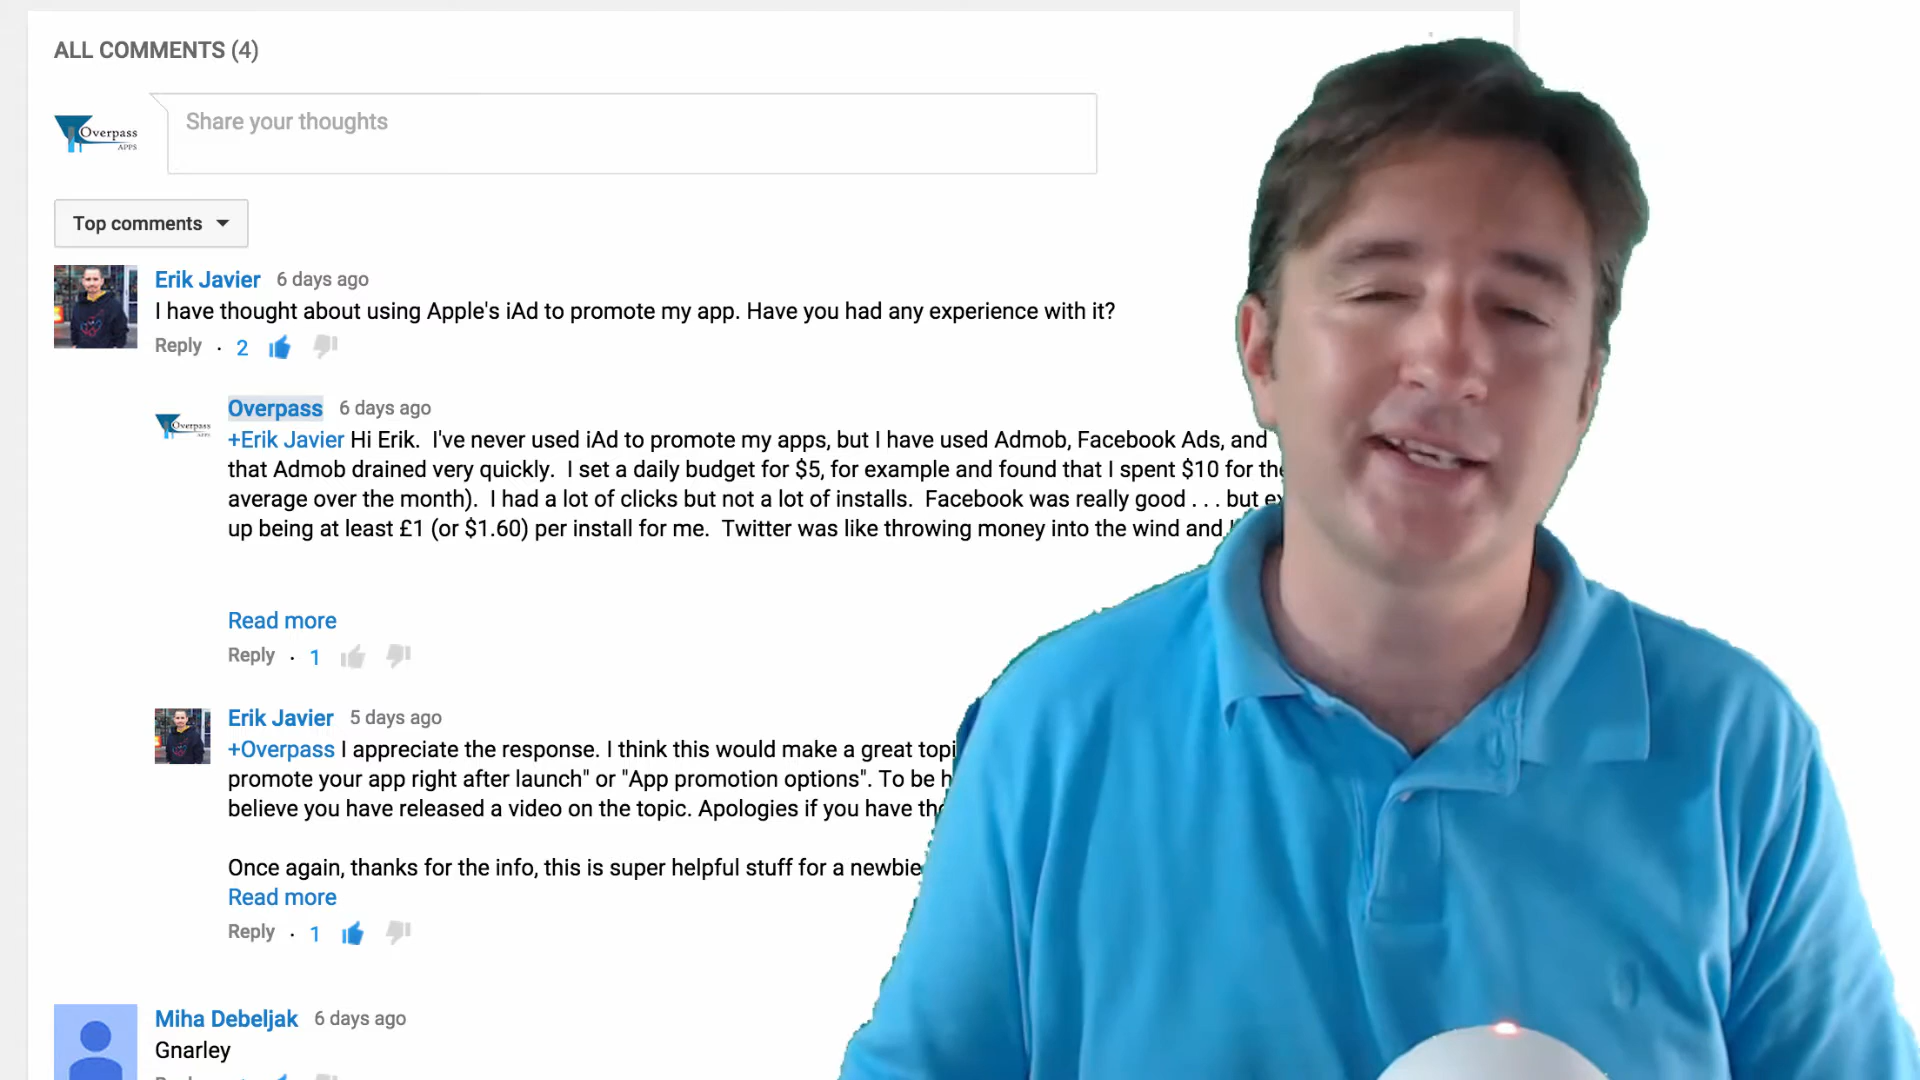 ALL COMMENTS (4)
Overpass
APPS
Share your thoughts
Top comments
Erik Javier 6 days ago
I have thought about using Apple's iAd to promote my app. Have you had any experience with it?
Reply · 2
Overpass
APPS
Overpass 6 days ago
+Erik Javier Hi Erik. I've never used iAd to promote my apps, but I have used Admob, Facebook Ads, and
that Admob drained very quickly. I set a daily budget for $5, for example and found that I spent $10 for the
average over the month). I had a lot of clicks but not a lot of installs. Facebook was really good . . . but
up being at least £1 (or $1.60) per install for me. Twitter was like throwing money into the wind and
Read more
Reply · 1
Erik Javier 5 days ago
+Overpass I appreciate the response. I think this would make a great
promote your app right after launch" or "App promotion options". To be
believe you have released a video on the topic. Apologies if you have
Once again, thanks for the info, this is super helpful stuff for a newbie
Read more
Reply · 1
Miha Debeljak 6 days ago
Gnarley